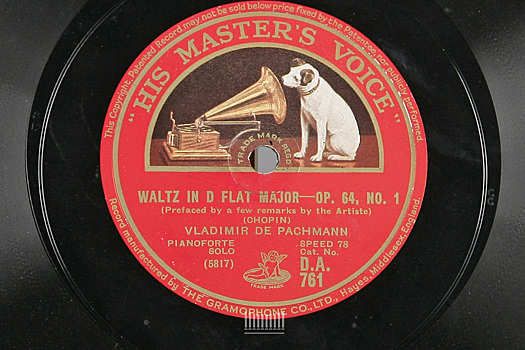 This Copyright, Patented Record may not be sold below price fixed by the Patentee, nor publicly performed.
"HIS MASTER'S VOICE"
TRADE MARK REGD
WALTZ IN D FLAT MAJOR—OP. 64, NO. 1
(Prefaced by a few remarks by the Artiste)
(CHOPIN)
VLADIMIR DE PACHMANN
PIANOFORTE SPEED 78
SOLO Cat. No.
(5817) D.A.
761
TRADE MARK
Record manufactured by THE GRAMOPHONE CO., LTD., Hayes, Middlesex, England.